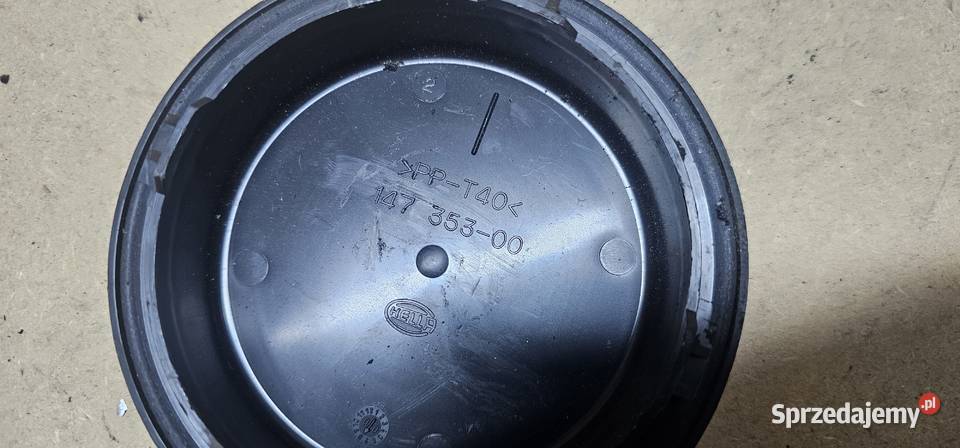 2
>PP-T40<
147 353-00
HELLA
Sprzedajemy.pl